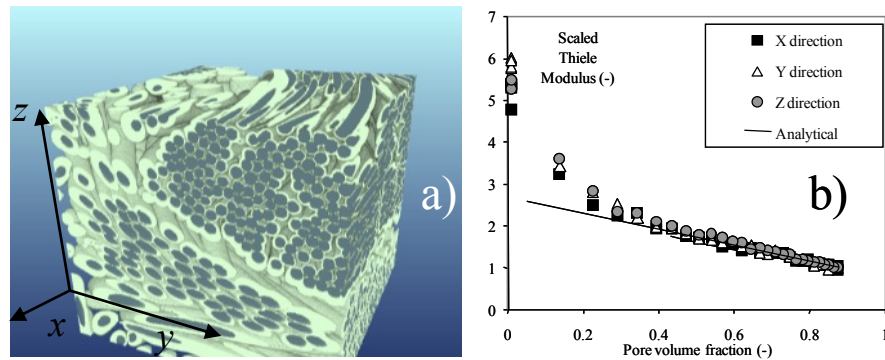 z
x
y
a)
7
6
5
4
3
2
1
0
0
0.2
0.4
0.6
0.8
1
Scaled
Thiele
Modulus (-)
X direction
Y direction
Z direction
Analytical
b)
Pore volume fraction (-)